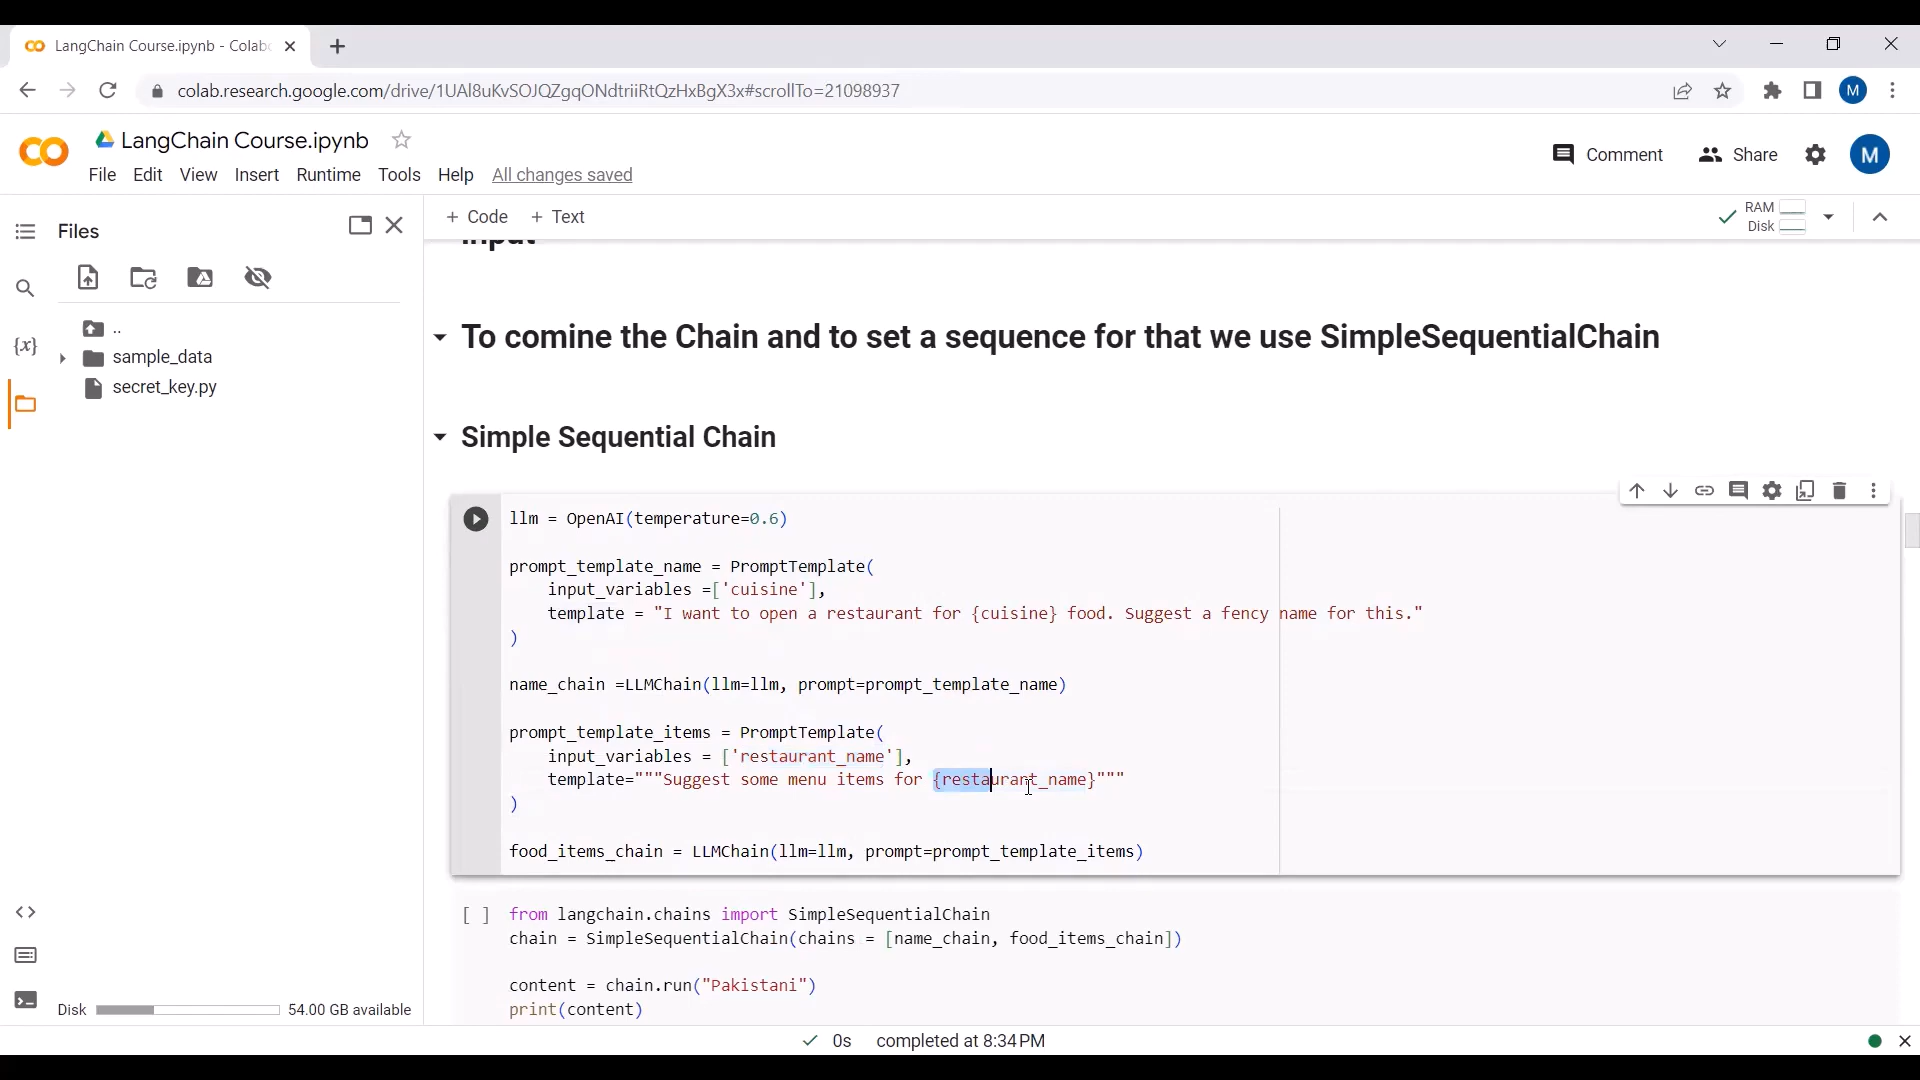 LangChain Course.ipynb - Colab
colab.research.google.com/drive/1UAl8uKvSOJQZgqONdtriiRtQzHxBgX3x#scrollTo=21098937
M
LangChain Course.ipynb
Comment
Share
M
File Edit View Insert Runtime Tools Help All changes saved
Files
+ Code + Text
RAM
Disk
input
..
sample_data
secret_key.py
{x}
To comine the Chain and to set a sequence for that we use SimpleSequentialChain
Simple Sequential Chain
llm = OpenAI(temperature=0.6)
prompt_template_name = PromptTemplate(
input_variables =['cuisine'],
template = "I want to open a restaurant for {cuisine} food. Suggest a fency name for this."
)
name_chain =LLMChain(llm=llm, prompt=prompt_template_name)
prompt_template_items = PromptTemplate(
input_variables = ['restaurant_name'],
template="""Suggest some menu items for {restaurant_name}"""
)
food_items_chain = LLMChain(llm=llm, prompt=prompt_template_items)
[ ] from langchain.chains import SimpleSequentialChain
chain = SimpleSequentialChain(chains = [name_chain, food_items_chain])
content = chain.run("Pakistani")
print(content)
Disk 54.00 GB available
0s completed at 8:34 PM